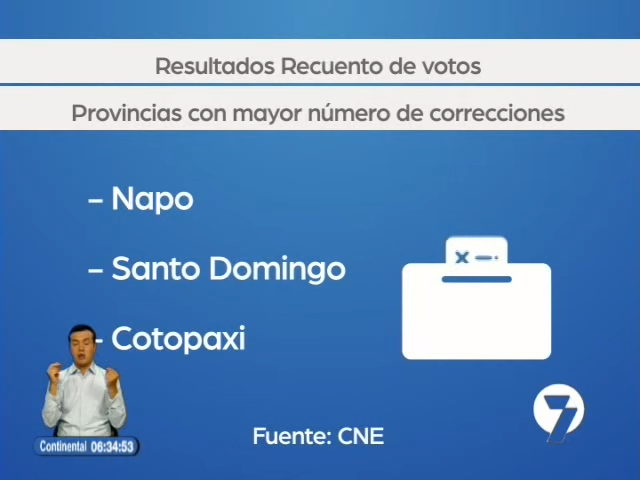 Resultados Recuento de votos
Provincias con mayor número de correcciones
- Napo
- Santo Domingo
- Cotopaxi
Fuente: CNE
Continental 06:34:53
7